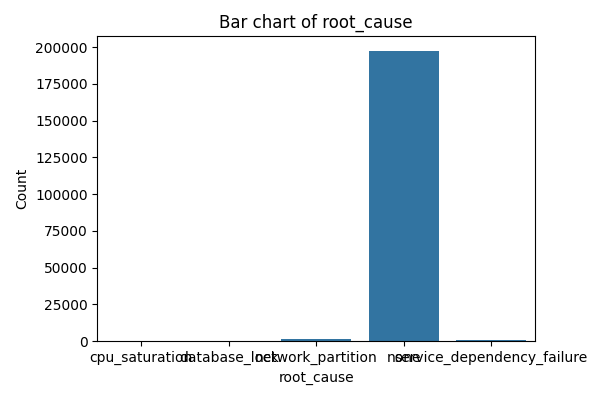 Bar chart of root_cause
200000
175000
150000
125000
100000
75000
50000
25000
0
Count
cpu_saturation database_lock network_partition none service_dependency_failure
root_cause